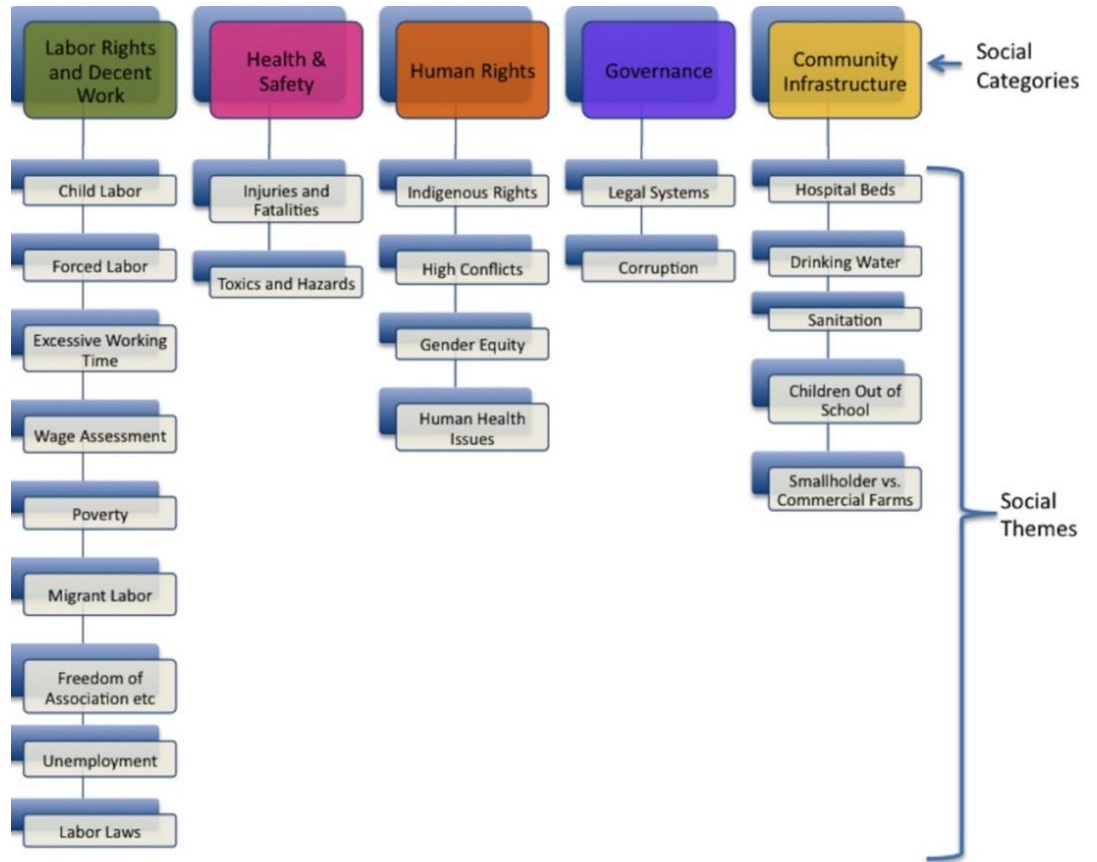 Labor Rights
and Decent
Work
Health &
Safety
Human Rights
Governance
Community
Infrastructure
Social
Categories
Child Labor
Forced Labor
Excessive Working
Time
Wage Assessment
Poverty
Migrant Labor
Freedom of
Association etc
Unemployment
Labor Laws
Injuries and
Fatalities
Toxics and Hazards
Indigenous Rights
High Conflicts
Gender Equity
Human Health
Issues
Legal Systems
Corruption
Hospital Beds
Drinking Water
Sanitation
Children Out of
School
Smallholder vs.
Commercial Farms
Social
Themes